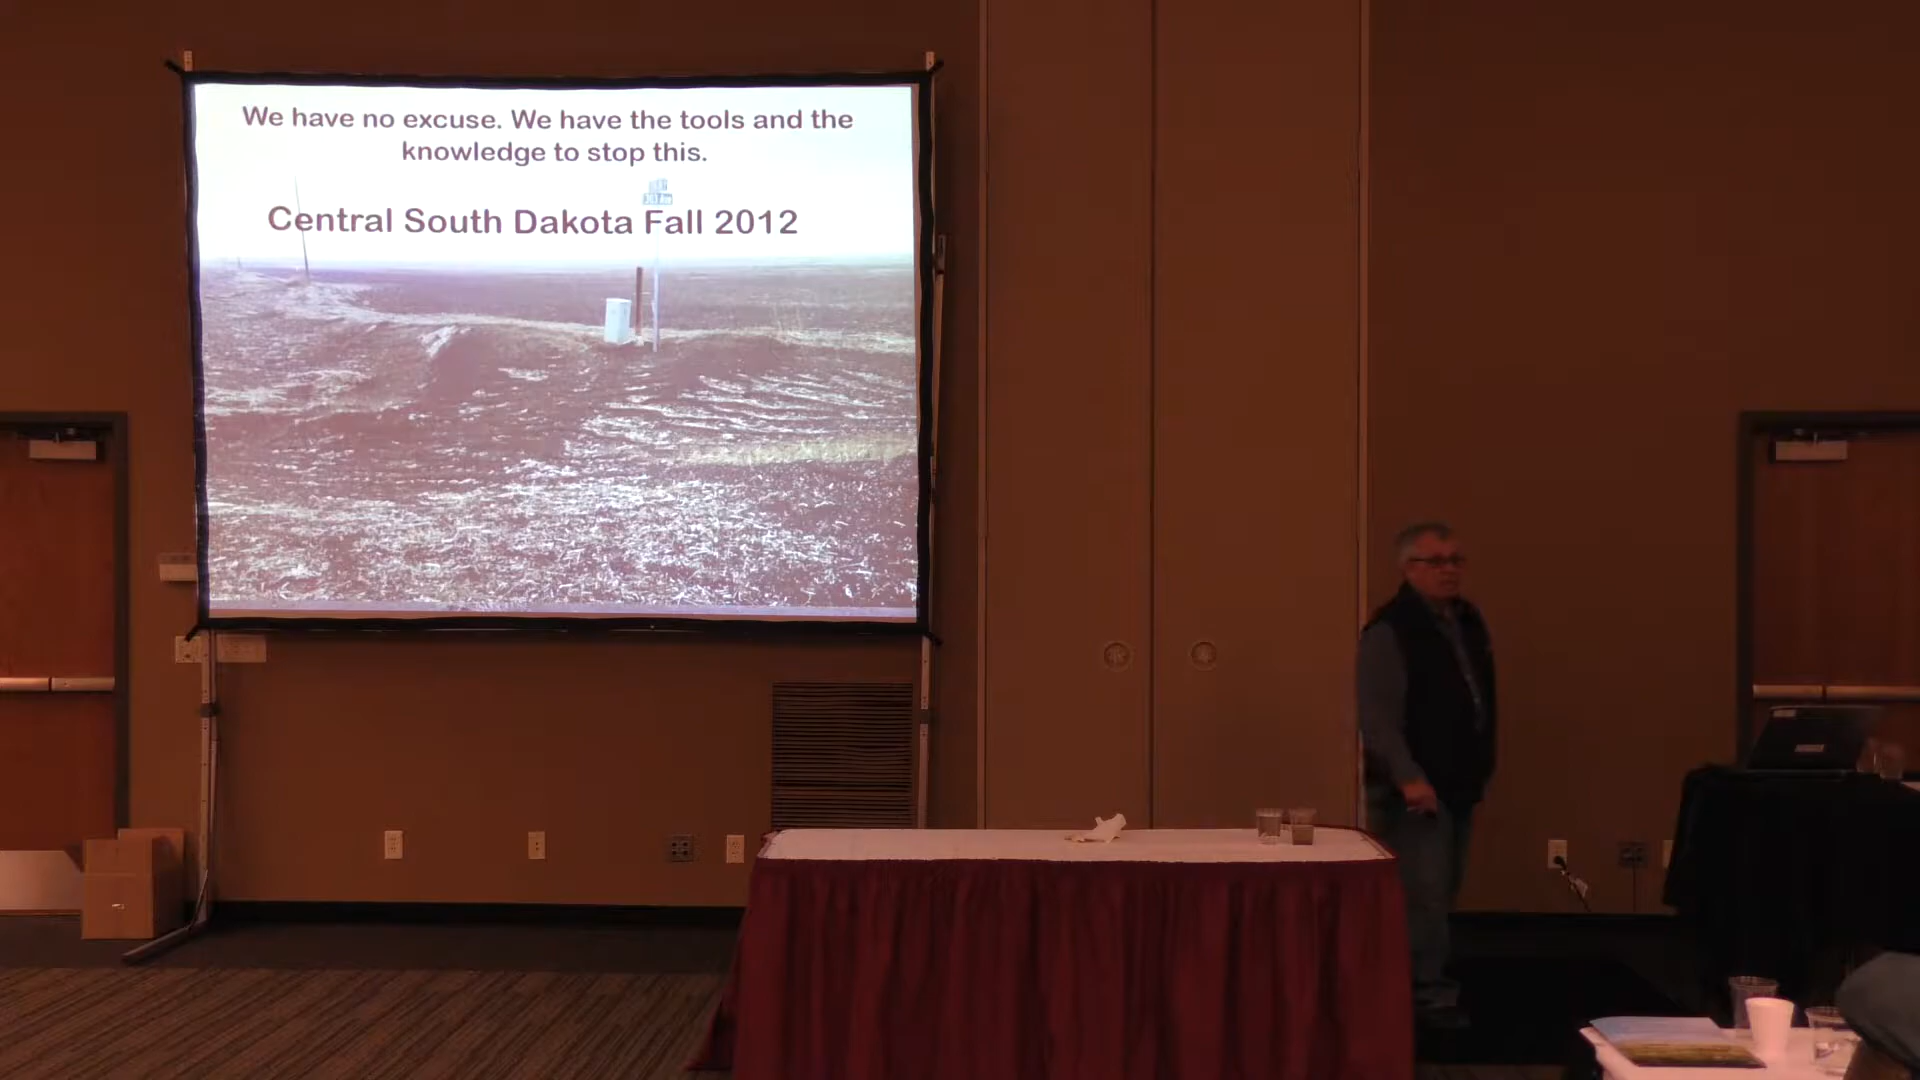 We have no excuse. We have the tools and the
knowledge to stop this.
Central South Dakota Fall 2012